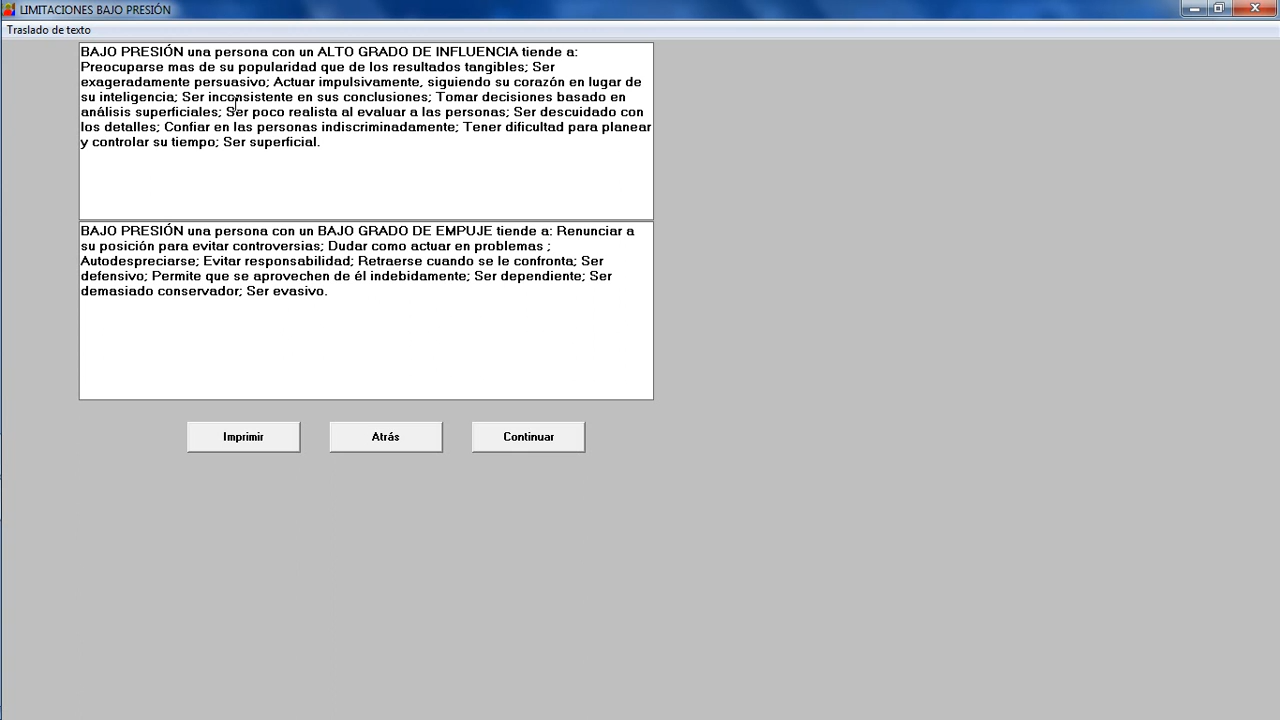 LIMITACIONES BAJO PRESIÓN
Traslado de texto
BAJO PRESIÓN una persona con un ALTO GRADO DE INFLUENCIA tiende a:
Preocuparse mas de su popularidad que de los resultados tangibles; Ser
exageradamente persuasivo; Actuar impulsivamente, siguiendo su corazón en lugar de
su inteligencia; Ser inconsistente en sus conclusiones; Tomar decisiones basado en
análisis superficiales; Ser poco realista al evaluar a las personas; Ser descuidado con
los detalles; Confiar en las personas indiscriminadamente; Tener dificultad para planear
y controlar su tiempo; Ser superficial.
BAJO PRESIÓN una persona con un BAJO GRADO DE EMPUJE tiende a: Renunciar a
su posición para evitar controversias; Dudar como actuar en problemas ;
Autodespreciarse; Evitar responsabilidad; Retraerse cuando se le confronta; Ser
defensivo; Permite que se aprovechen de él indebidamente; Ser dependiente; Ser
demasiado conservador; Ser evasivo.
Imprimir
Atrás
Continuar